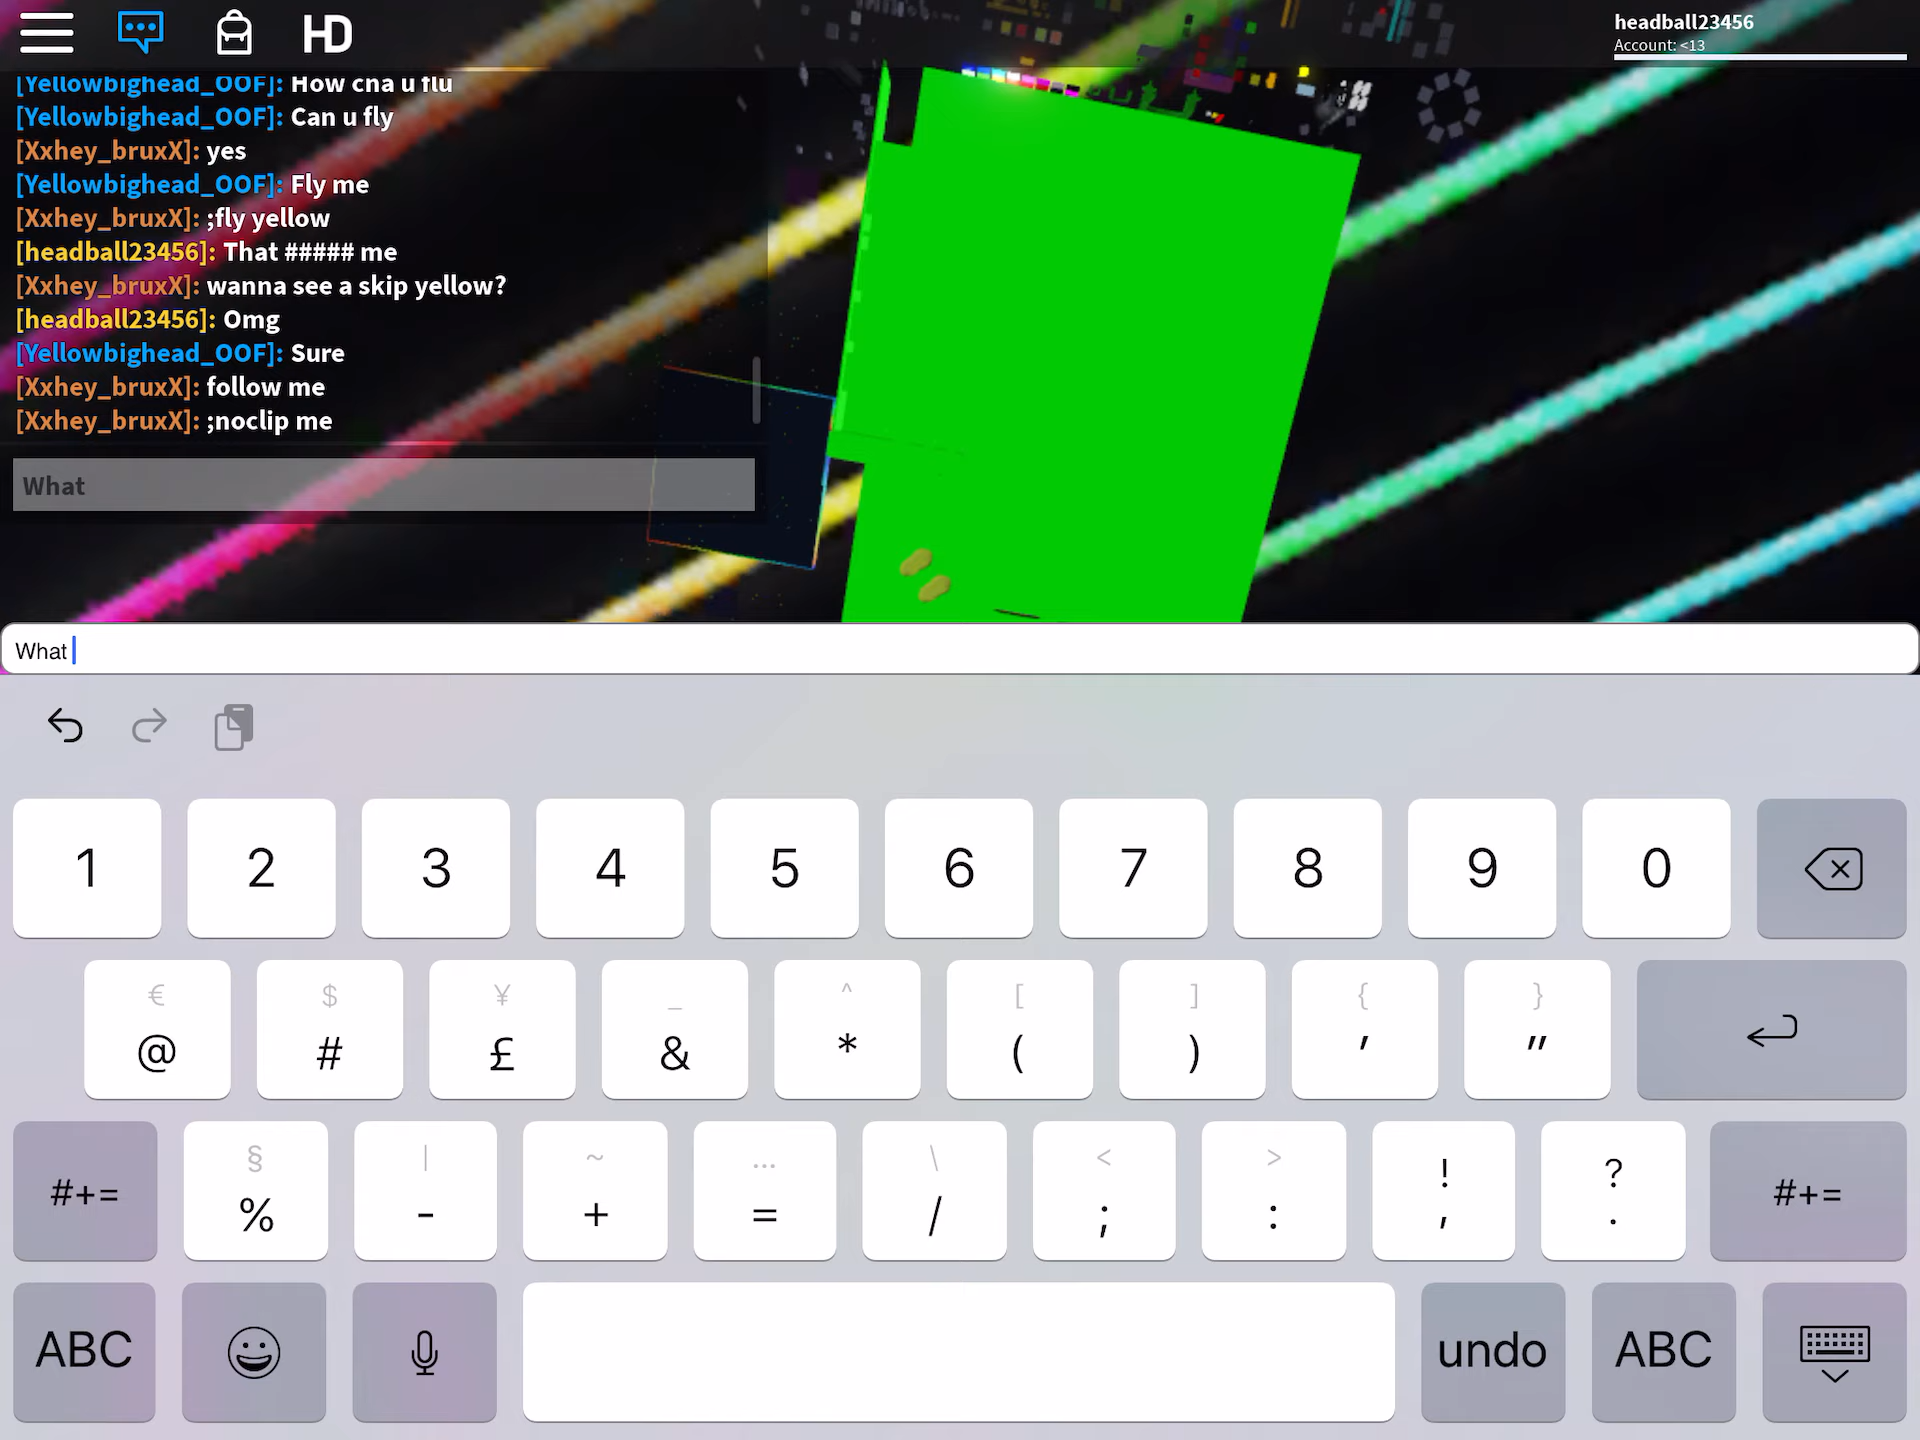 HD
headball23456
Account: <13
[Yellowbighead_OOF]: How cna u flu
[Yellowbighead_OOF]: Can u fly
[Xxhey_bruxX]: yes
[Yellowbighead_OOF]: Fly me
[Xxhey_bruxX]: ;fly yellow
[headball23456]: That ##### me
[Xxhey_bruxX]: wanna see a skip yellow?
[headball23456]: Omg
[Yellowbighead_OOF]: Sure
[Xxhey_bruxX]: follow me
[Xxhey_bruxX]: ;noclip me
What
What
1 2 3 4 5 6 7 8 9 0
€ $ ¥ _ ^ [ ] { }
@ # £ & * ( ) ' "
§ | ~ … \ < > ! ?
#+= % - + = / ; : , . #+=
ABC undo ABC